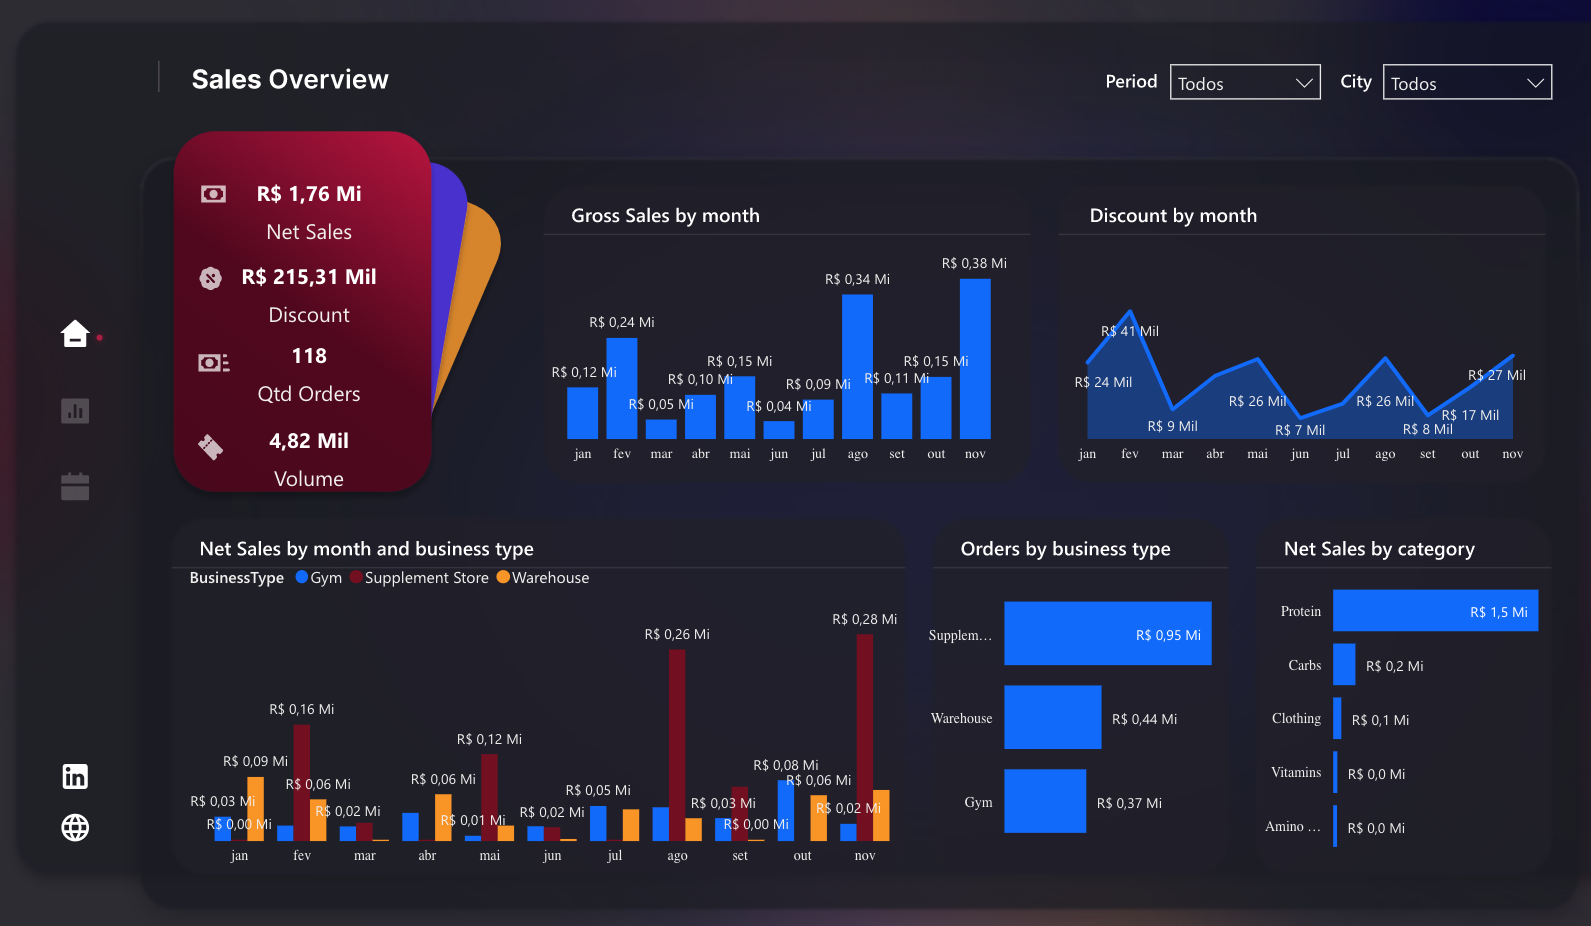 Sales Overview
Period
Todos
City
Todos
R$ 1,76 Mi
Net Sales
R$ 215,31 Mil
Discount
118
Qtd Orders
4,82 Mil
Volume
Gross Sales by month
R$ 0,12 Mi
R$ 0,24 Mi
R$ 0,05 Mi
R$ 0,10 Mi
R$ 0,15 Mi
R$ 0,04 Mi
R$ 0,09 Mi
R$ 0,34 Mi
R$ 0,11 Mi
R$ 0,15 Mi
R$ 0,38 Mi
jan fev mar abr mai jun jul ago set out nov
Discount by month
R$ 24 Mil
R$ 41 Mil
R$ 9 Mil
R$ 26 Mil
R$ 7 Mil
R$ 26 Mil
R$ 8 Mil
R$ 17 Mil
R$ 27 Mil
jan fev mar abr mai jun jul ago set out nov
Net Sales by month and business type
BusinessType Gym Supplement Store Warehouse
R$ 0,03 Mi
R$ 0,00 Mi
R$ 0,09 Mi
R$ 0,16 Mi
R$ 0,06 Mi
R$ 0,02 Mi
R$ 0,06 Mi
R$ 0,01 Mi
R$ 0,12 Mi
R$ 0,02 Mi
R$ 0,05 Mi
R$ 0,26 Mi
R$ 0,03 Mi
R$ 0,00 Mi
R$ 0,08 Mi
R$ 0,06 Mi
R$ 0,02 Mi
R$ 0,28 Mi
jan fev mar abr mai jun jul ago set out nov
Orders by business type
Supplem...
R$ 0,95 Mi
Warehouse
R$ 0,44 Mi
Gym
R$ 0,37 Mi
Net Sales by category
Protein
R$ 1,5 Mi
Carbs
R$ 0,2 Mi
Clothing
R$ 0,1 Mi
Vitamins
R$ 0,0 Mi
Amino ...
R$ 0,0 Mi
in